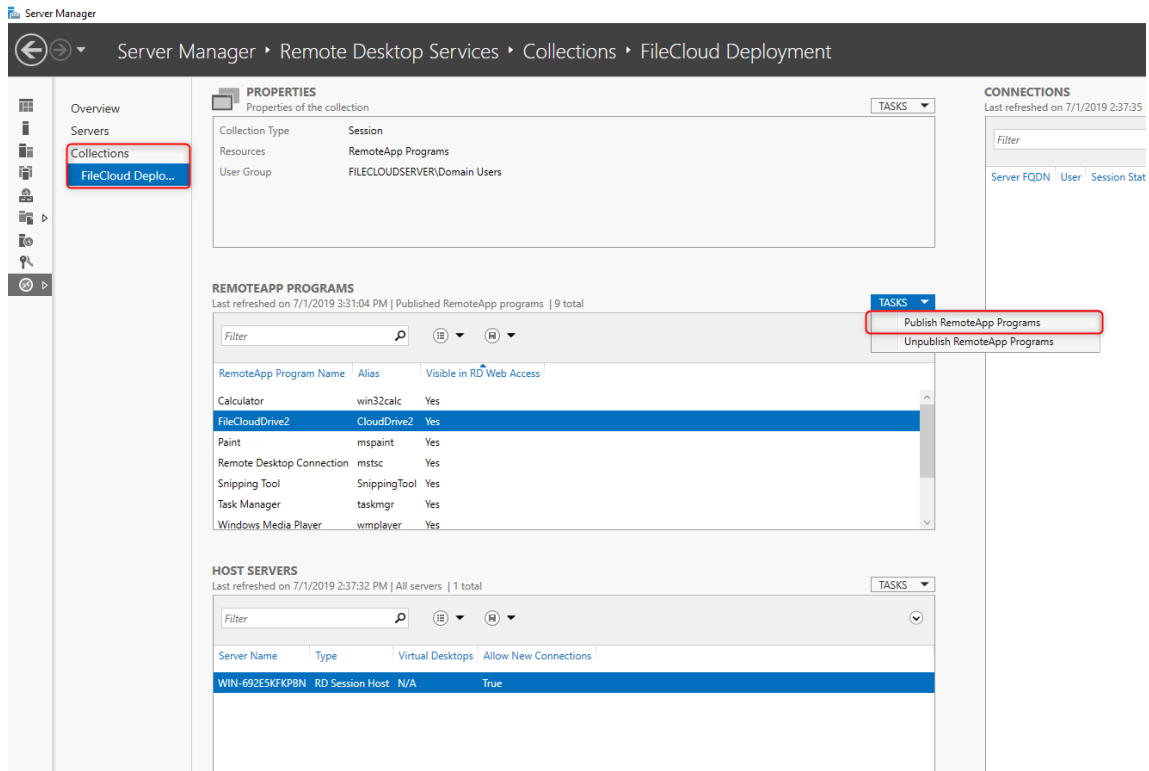 Server Manager
Server Manager ‣ Remote Desktop Services ‣ Collections ‣ FileCloud Deployment
Overview
Servers
Collections
FileCloud Deplo...
PROPERTIES
Properties of the collection
TASKS
Collection Type Session
Resources RemoteApp Programs
User Group FILECLOUDSERVER\Domain Users
REMOTEAPP PROGRAMS
Last refreshed on 7/1/2019 3:31:04 PM | Published RemoteApp programs | 9 total
TASKS
Publish RemoteApp Programs
Unpublish RemoteApp Programs
Filter
RemoteApp Program Name Alias Visible in RD Web Access
Calculator win32calc Yes
FileCloudDrive2 CloudDrive2 Yes
Paint mspaint Yes
Remote Desktop Connection mstsc Yes
Snipping Tool SnippingTool Yes
Task Manager taskmgr Yes
Windows Media Player wmplayer Yes
HOST SERVERS
Last refreshed on 7/1/2019 2:37:32 PM | All servers | 1 total
TASKS
Filter
Server Name Type Virtual Desktops Allow New Connections
WIN-692E5KFKPBN RD Session Host N/A True
CONNECTIONS
Last refreshed on 7/1/2019 2:37:35
Filter
Server FQDN User Session Stat